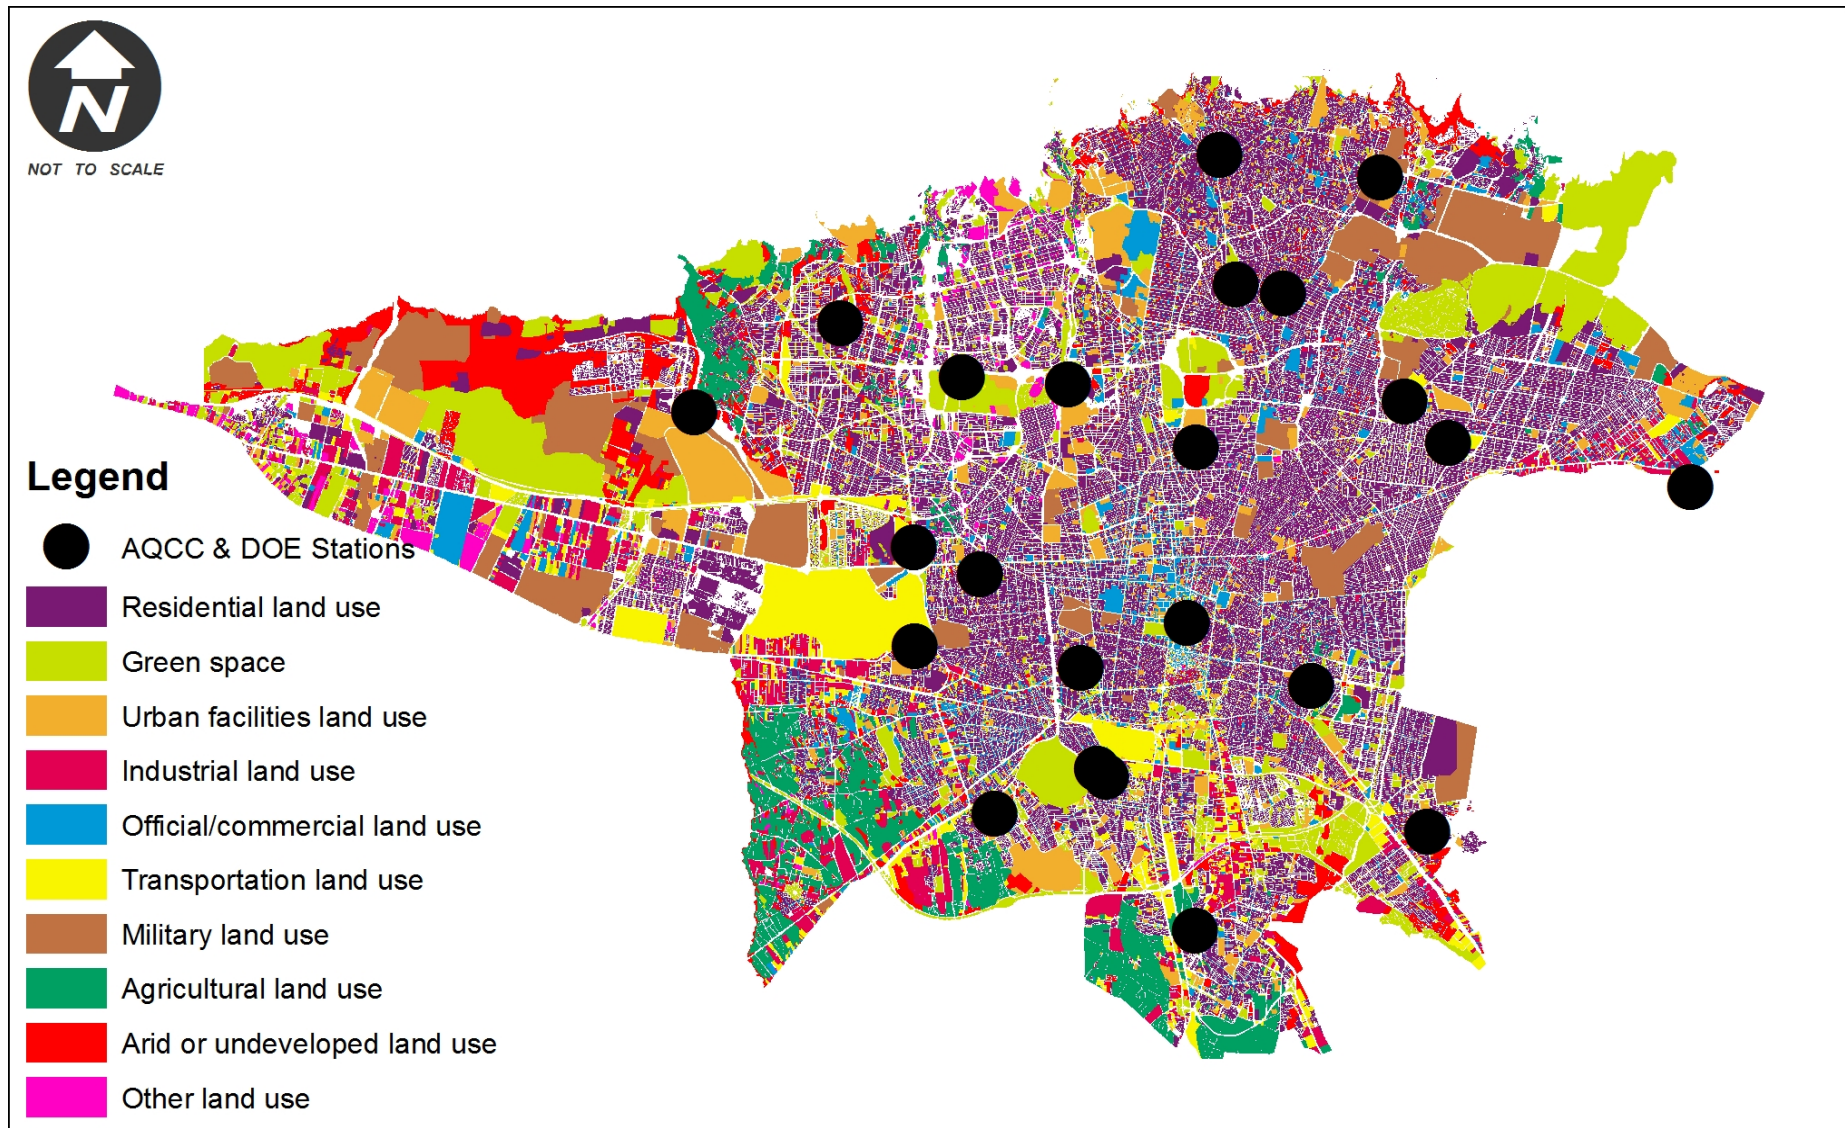 N
NOT TO SCALE
Legend
AQCC & DOE Stations
Residential land use
Green space
Urban facilities land use
Industrial land use
Official/commercial land use
Transportation land use
Military land use
Agricultural land use
Arid or undeveloped land use
Other land use